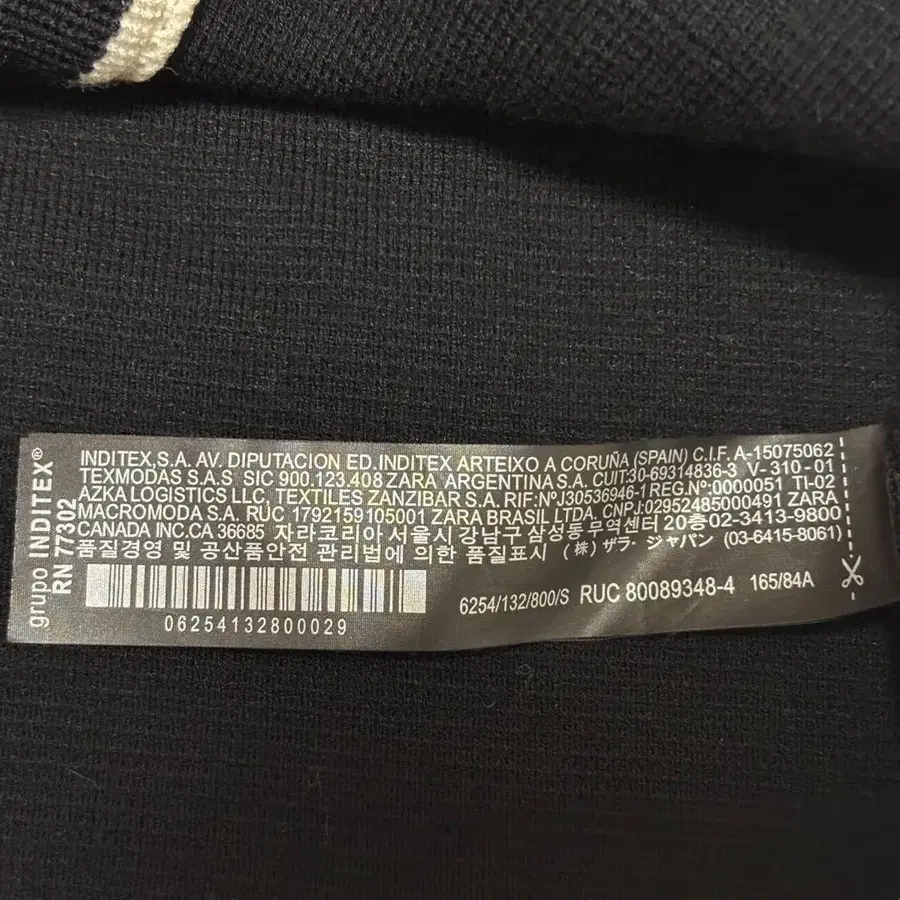 grupo INDITEX®
RN 77302
INDITEX,S.A. AV. DIPUTACION ED.INDITEX ARTEIXO A CORUÑA (SPAIN) C.I.F. A-15075062
TEXMODAS S.A.S SIC 900.123.408 ZARA ARGENTINA S.A. CUIT:30-69314836-3 V-310-01
AZKA LOGISTICS LLC, TEXTILES ZANZIBAR S.A. RIF:NºJ30536946-1 REG.Nº:0000051 TI-02
MACROMODA S.A. RUC 1792159105001 ZARA BRASIL LTDA. CNPJ:02952485000491 ZARA
CANADA INC.CA 36685 자라코리아 서울시 강남구 삼성동 무역센터 20층 02-3413-9800
품질경영 및 공산품안전 관리법에 의한 품질표시 (株) ザラ・ジャパン (03-6415-8061)
6254/132/800/S RUC 80089348-4 165/84A
06254132800029